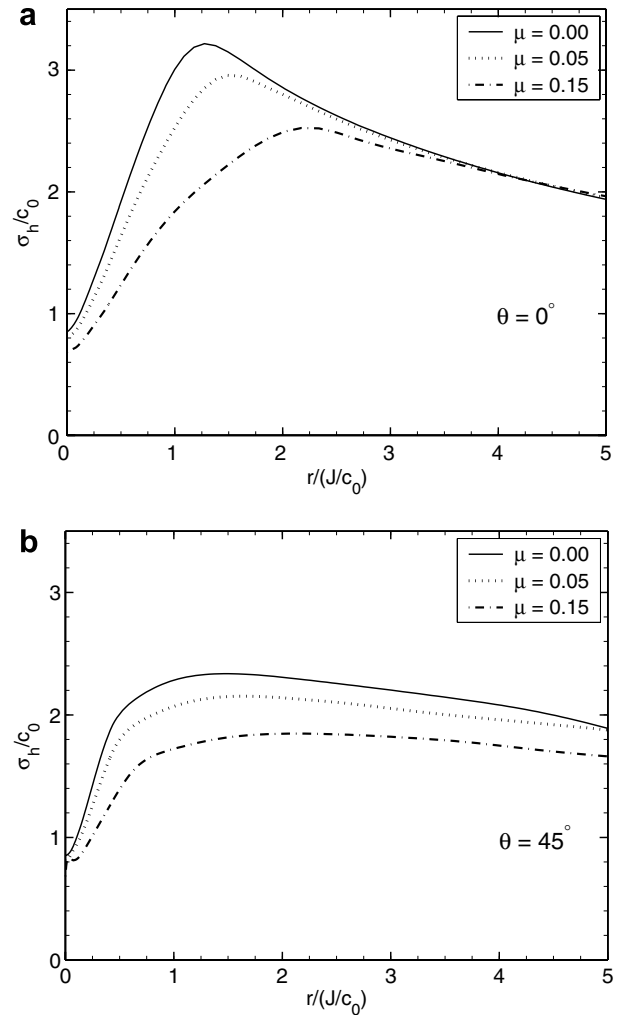 a
μ = 0.00
μ = 0.05
μ = 0.15
3
2
1
0
σh/c0
θ = 0°
0 1 2 3 4 5
r/(J/c0)
b
μ = 0.00
μ = 0.05
μ = 0.15
3
2
1
0
σh/c0
θ = 45°
0 1 2 3 4 5
r/(J/c0)